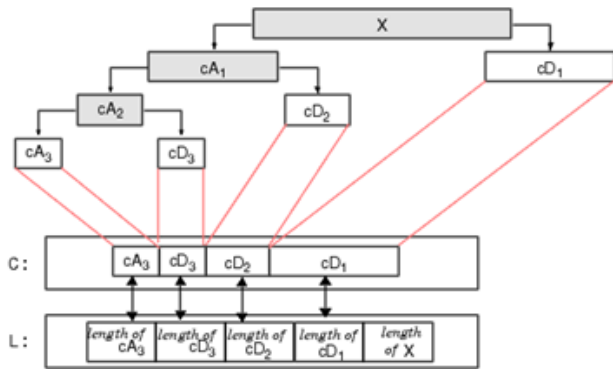 X
cA₁ cD₁
cA₂ cD₂
cA₃ cD₃
C: cA₃ cD₃ cD₂ cD₁
L: length of cA₃ length of cD₃ length of cD₂ length of cD₁ length of X